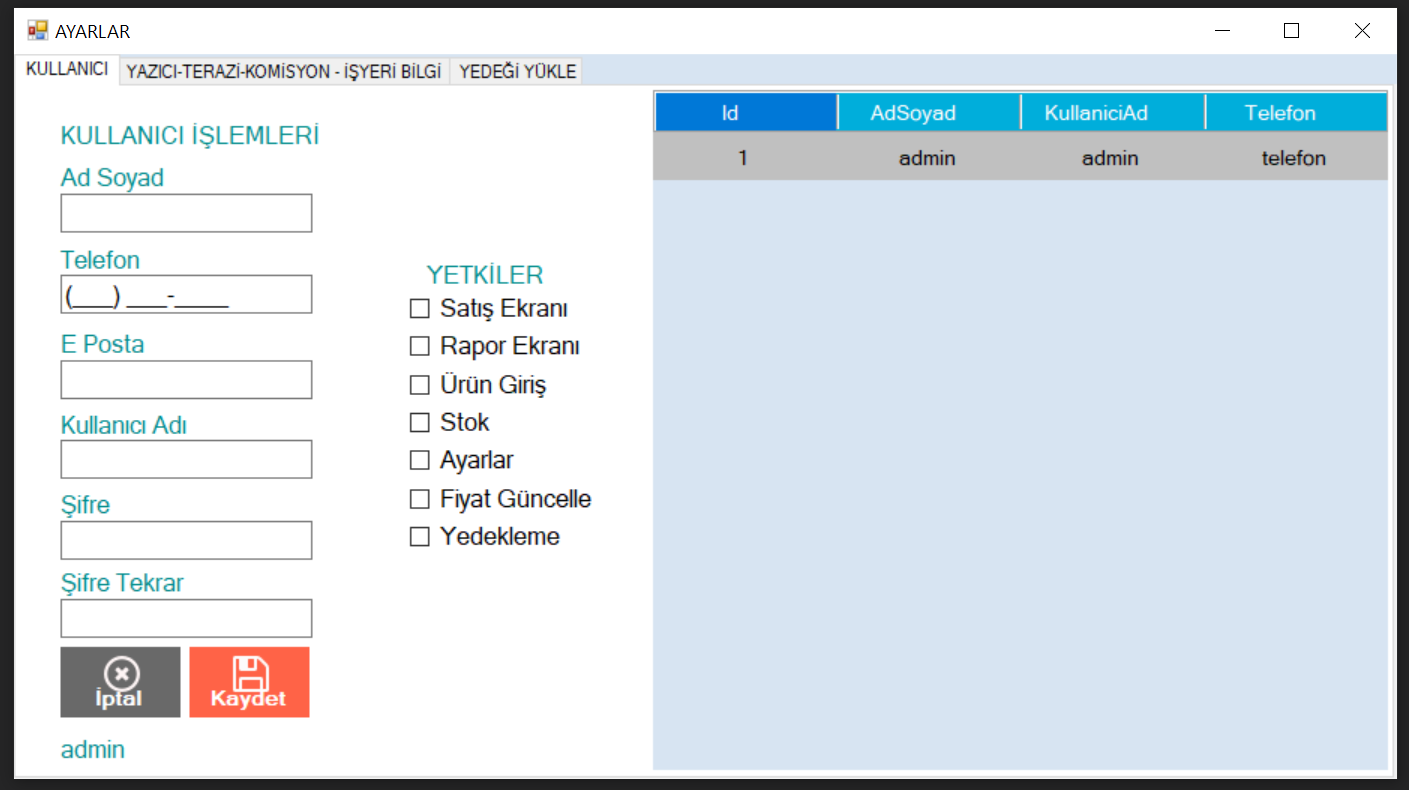 AYARLAR
KULLANICI YAZICI-TERAZİ-KOMİSYON - İŞYERİ BİLGİ YEDEĞİ YÜKLE
KULLANICI İŞLEMLERİ
Ad Soyad
Telefon
(___) ___-____
E Posta
Kullanıcı Adı
Şifre
Şifre Tekrar
İptal Kaydet
admin
YETKİLER
Satış Ekranı
Rapor Ekranı
Ürün Giriş
Stok
Ayarlar
Fiyat Güncelle
Yedekleme
Id AdSoyad KullaniciAd Telefon
1 admin admin telefon